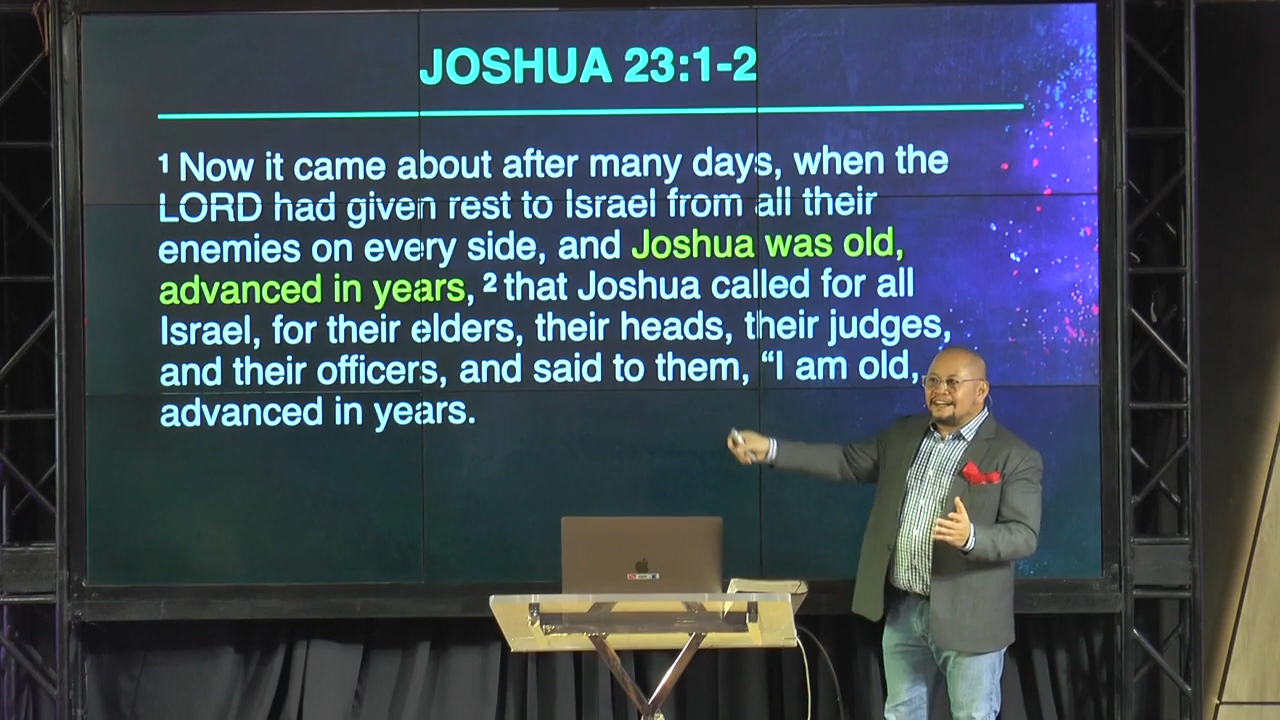 JOSHUA 23:1-2
¹ Now it came about after many days, when the
LORD had given rest to Israel from all their
enemies on every side, and Joshua was old,
advanced in years, ² that Joshua called for all
Israel, for their elders, their heads, their judges,
and their officers, and said to them, “I am old,
advanced in years.